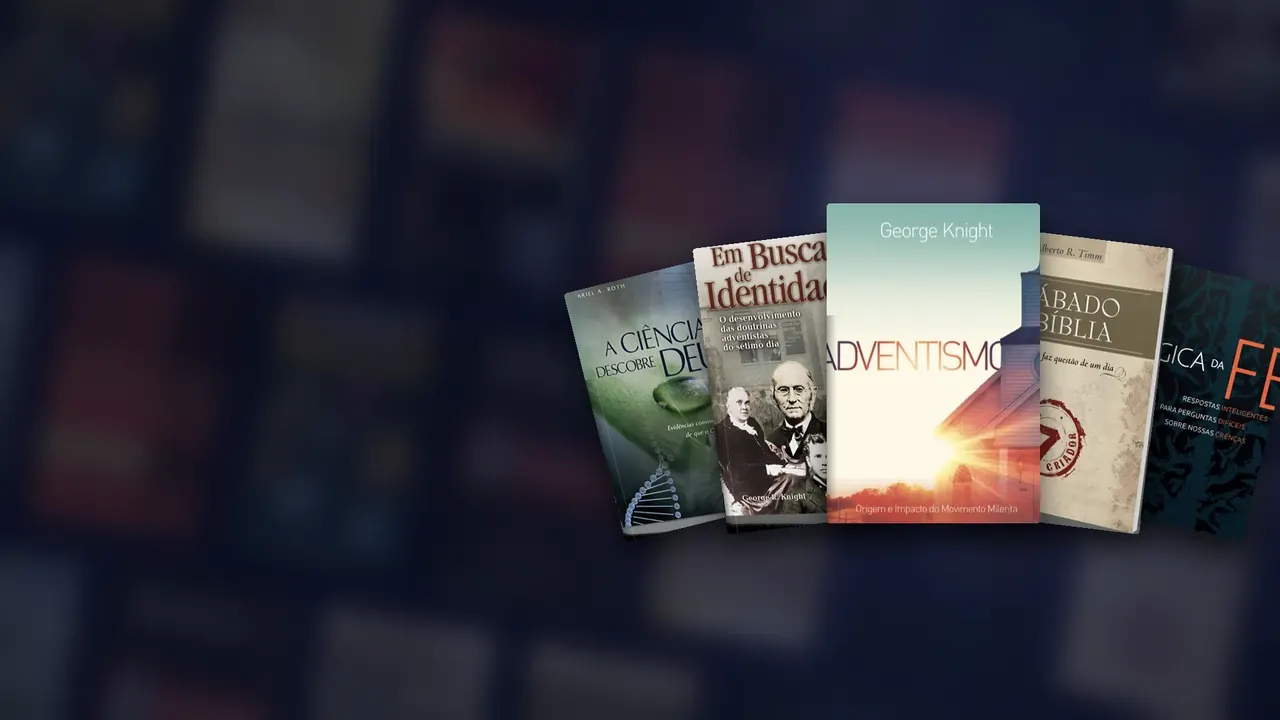 ARIEL A. ROTH
A CIÊNCIA
DESCOBRE DEU
Em Busca
de
Identidad
O desenvolvimento
das doutrinas
adventistas
do sétimo dia
George R. Knight
George Knight
ADVENTISMO
Origem e Impacto do Movimento Milerita
lberto R. Timm
ÁBADO
BÍBLIA
faz questão de um dia
7
CRIADOR
GICA DA
FÉ
RESPOSTAS INTELIGENTES
PARA PERGUNTAS DIFÍCEIS
SOBRE NOSSAS CRENÇAS